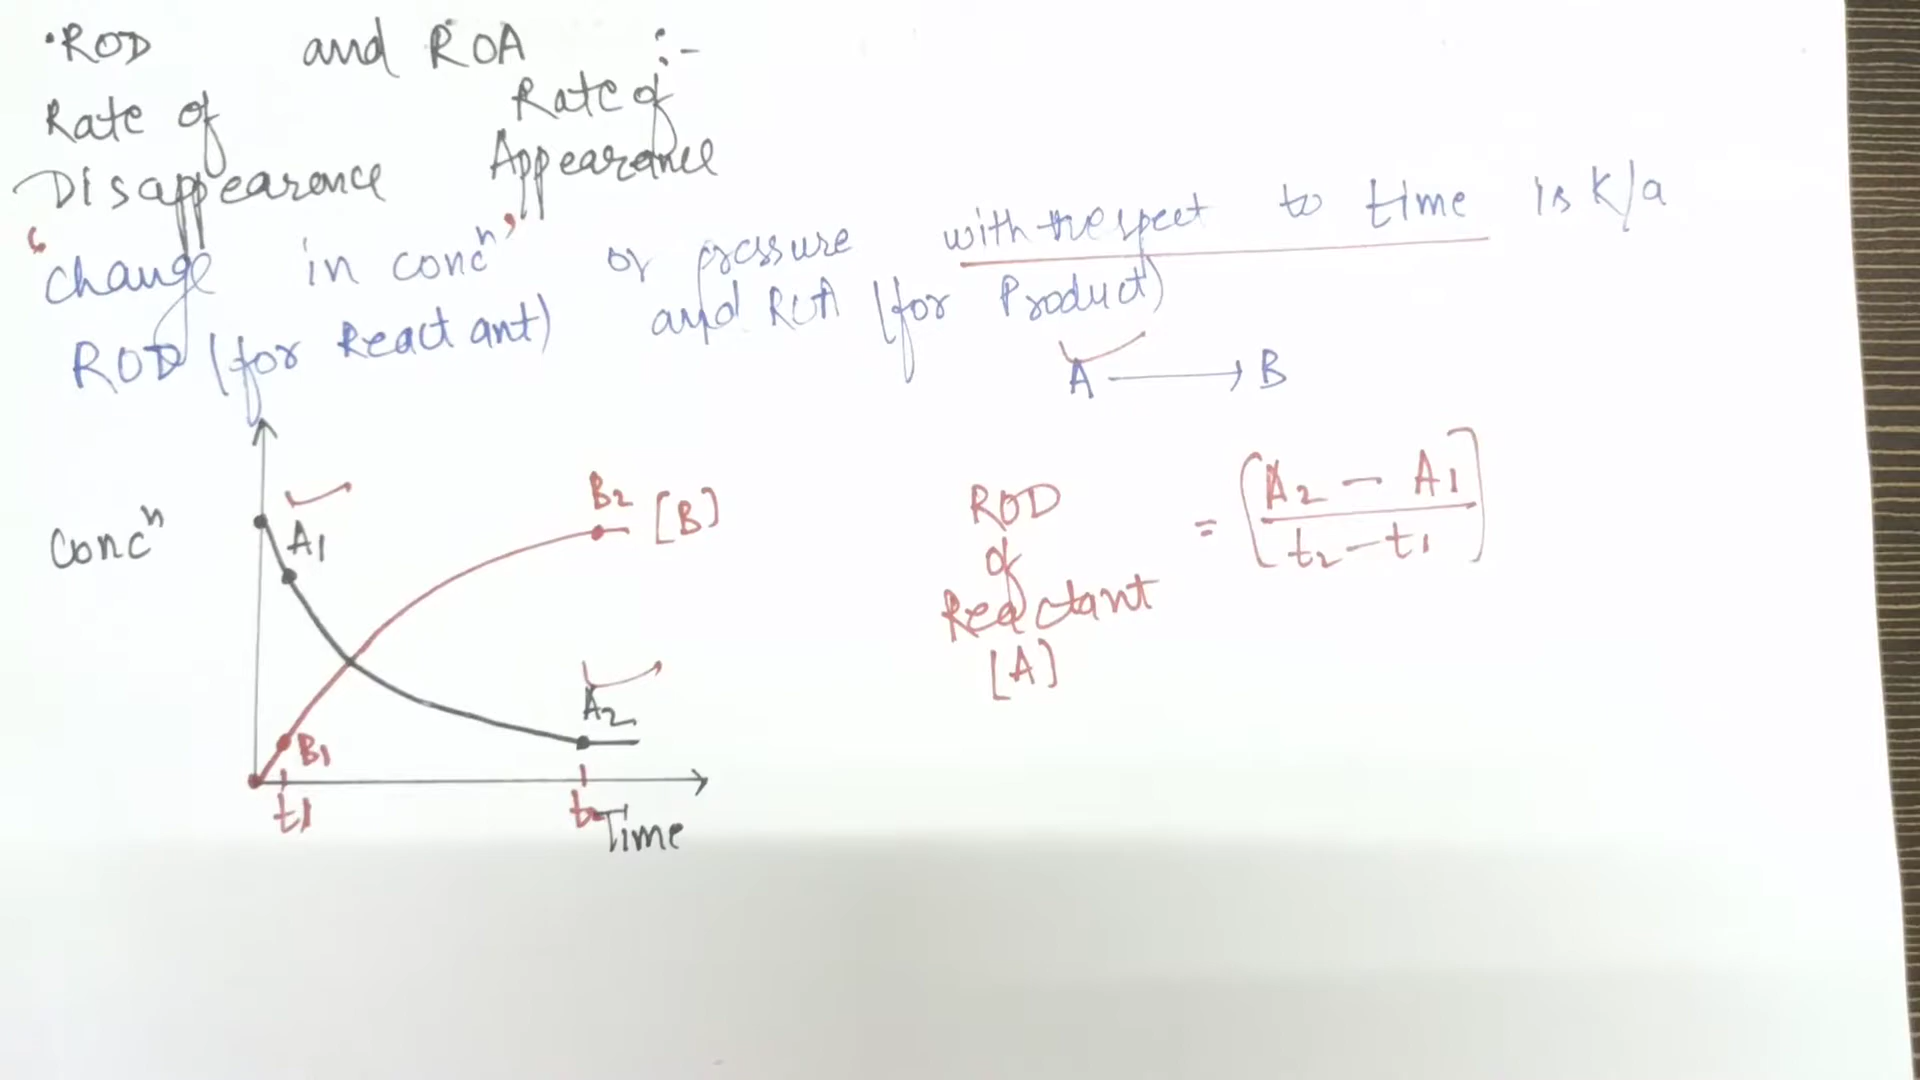 ·ROD and ROA :-
Rate of Rate of
Disappearance Appearance
"change in concⁿ" or pressure with respect to time is k/a
ROD (for Reactant) and ROA (for Product)
A ⟶ B
Concⁿ
A1
B2 [B]
A2
B1
t1 t2
Time
ROD
of
Reactant
[A]
= [A2 - A1 / t2 - t1]